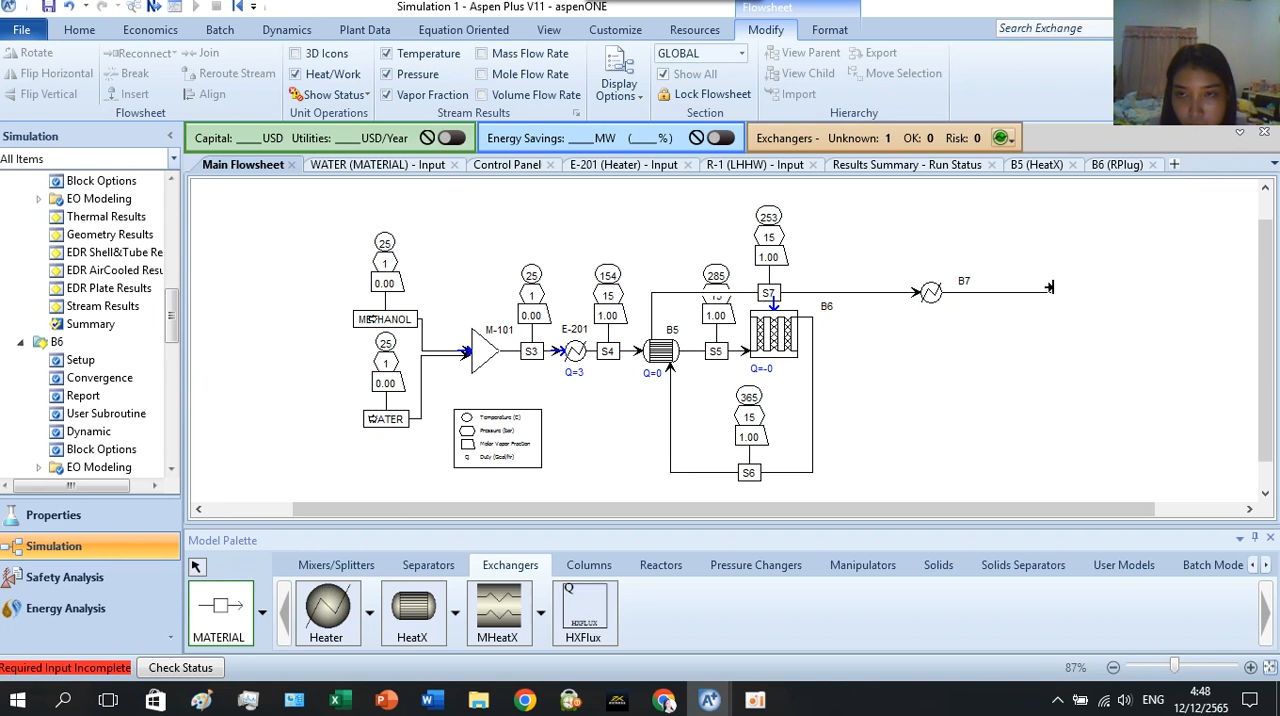 Simulation 1 - Aspen Plus V11 - aspenONE
Flowsheet
File Home Economics Batch Dynamics Plant Data Equation Oriented View Customize Resources Modify Format Search Exchange
Rotate Reconnect Join 3D Icons Temperature Mass Flow Rate GLOBAL View Parent Export
Flip Horizontal Break Reroute Stream Heat/Work Pressure Mole Flow Rate Display Options Show All View Child Move Selection
Flip Vertical Insert Align Show Status Vapor Fraction Volume Flow Rate Lock Flowsheet Import
Flowsheet Unit Operations Stream Results Section Hierarchy
Simulation
Capital: ____ USD Utilities: ____ USD/Year Energy Savings: ____ MW (____ %) Exchangers - Unknown: 1 OK: 0 Risk: 0
All Items
Main Flowsheet WATER (MATERIAL) - Input Control Panel E-201 (Heater) - Input R-1 (LHHW) - Input Results Summary - Run Status B5 (HeatX) B6 (RPlug)
Block Options
EO Modeling
Thermal Results
Geometry Results
EDR Shell&Tube Re
EDR AirCooled Resu
EDR Plate Results
Stream Results
Summary
B6
Setup
Convergence
Report
User Subroutine
Dynamic
Block Options
EO Modeling
Properties
Simulation
Safety Analysis
Energy Analysis
25
1
0.00
METHANOL
25
1
0.00
WATER
M-101
25
1
0.00
S3
E-201
Q=3
154
15
1.00
S4
B5
Q=0
285
15
1.00
S5
253
15
1.00
S7
B6
Q=-0
365
15
1.00
S6
B7
Temperature (C)
Pressure (bar)
Molar Vapor Fraction
Q Duty (Gcal/hr)
Model Palette
Mixers/Splitters Separators Exchangers Columns Reactors Pressure Changers Manipulators Solids Solids Separators User Models Batch Mode
MATERIAL Heater HeatX MHeatX Q HXFLUX HXFlux
Required Input Incomplete Check Status 87%
ENG 4:48
12/12/2565